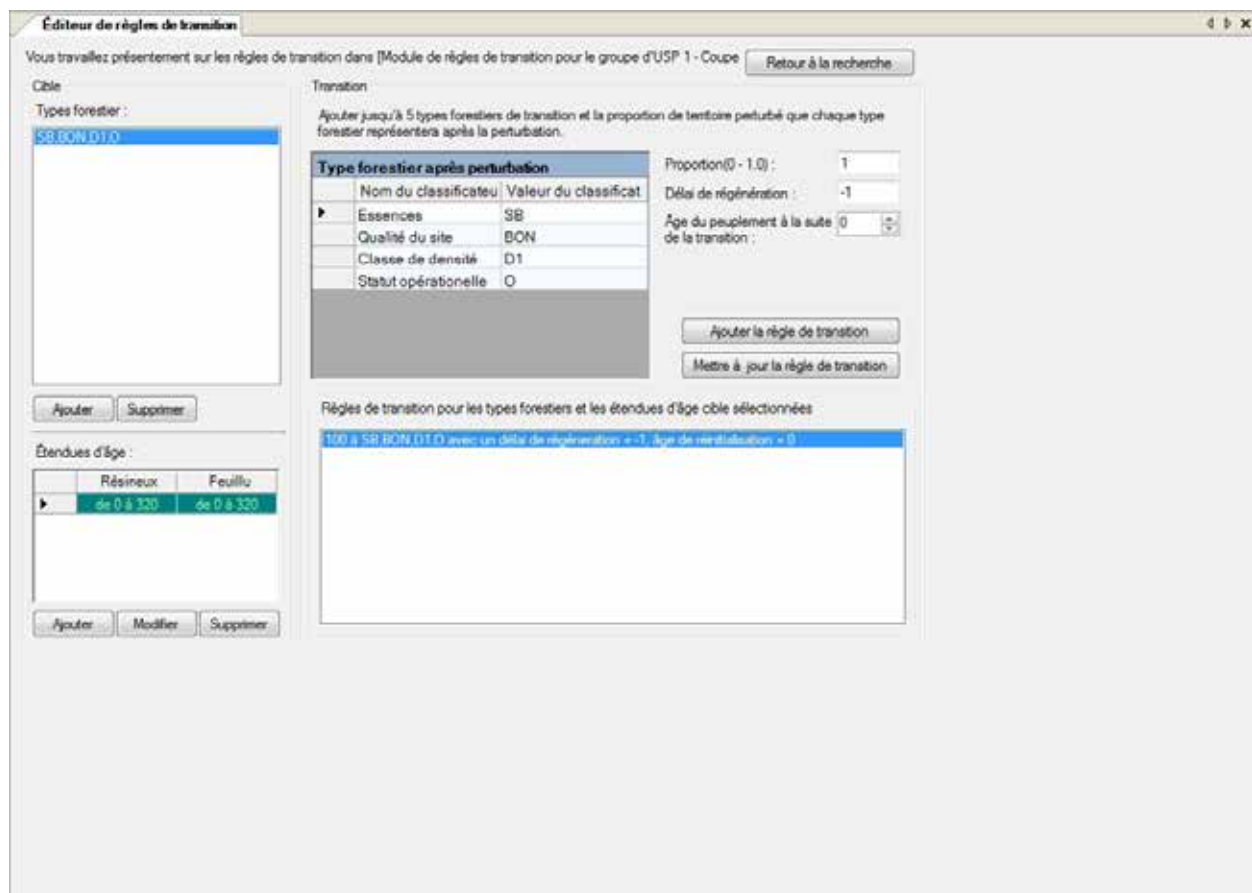 Éditeur de règles de transition
Vous travaillez présentement sur les règles de transition dans [Module de règles de transition pour le groupe d'USP 1 - Coupe
Retour à la recherche
Cible
Types forestier :
SB,BON,D1,O
Ajouter
Supprimer
Étendues d'âge :
Résineux
Feuillu
de 0 à 320
de 0 à 320
Ajouter
Modifier
Supprimer
Transition
Ajouter jusqu'à 5 types forestiers de transition et la proportion de territoire perturbé que chaque type
forestier représentera après la perturbation.
Type forestier après perturbation
Nom du classificateu
Valeur du classificat
Essences
SB
Qualité du site
BON
Classe de densité
D1
Statut opérationelle
O
Proportion(0 - 1.0) :
1
Délai de régénération :
-1
Âge du peuplement à la suite
de la transition :
0
Ajouter la règle de transition
Mettre à jour la règle de transition
Règles de transition pour les types forestiers et les étendues d'âge cible sélectionnées
100 à SB,BON,D1,O avec un délai de régéneration = -1, âge de réinitialisation = 0